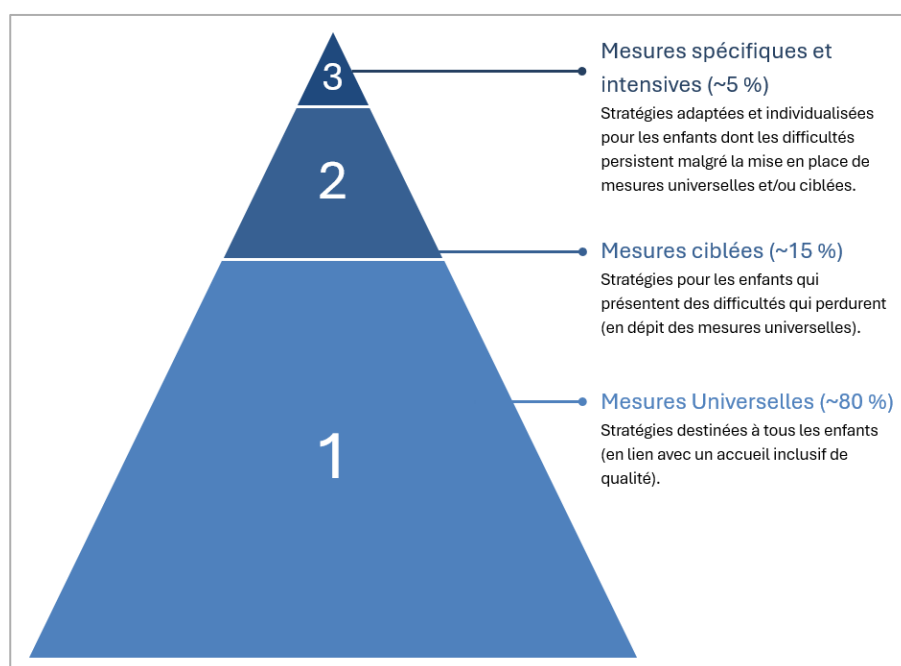 3
Mesures spécifiques et
intensives (~5 %)
Stratégies adaptées et individualisées
pour les enfants dont les difficultés
persistent malgré la mise en place de
mesures universelles et/ou ciblées.
2
Mesures ciblées (~15 %)
Stratégies pour les enfants qui
présentent des difficultés qui perdurent
(en dépit des mesures universelles).
1
Mesures Universelles (~80 %)
Stratégies destinées à tous les enfants
(en lien avec un accueil inclusif de
qualité).